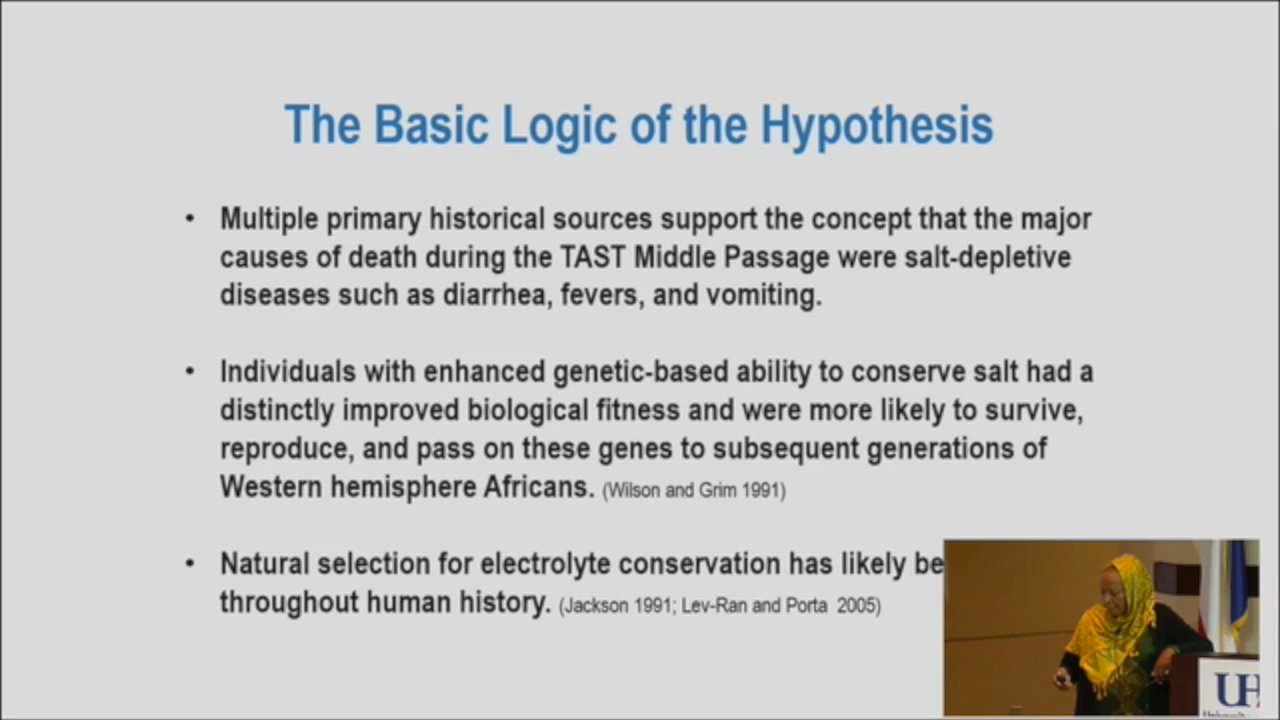 The Basic Logic of the Hypothesis
• Multiple primary historical sources support the concept that the major
causes of death during the TAST Middle Passage were salt-depletive
diseases such as diarrhea, fevers, and vomiting.
• Individuals with enhanced genetic-based ability to conserve salt had a
distinctly improved biological fitness and were more likely to survive,
reproduce, and pass on these genes to subsequent generations of
Western hemisphere Africans. (Wilson and Grim 1991)
• Natural selection for electrolyte conservation has likely be
throughout human history. (Jackson 1991; Lev-Ran and Porta 2005)